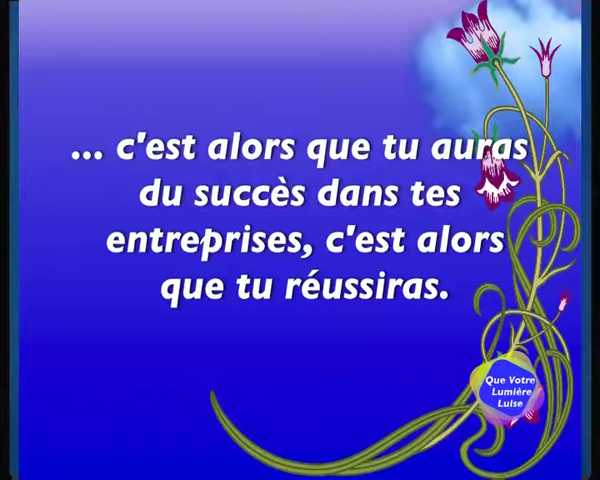 ... c'est alors que tu auras
du succès dans tes
entreprises, c'est alors
que tu réussiras.
Que Votre
Lumière
Luise